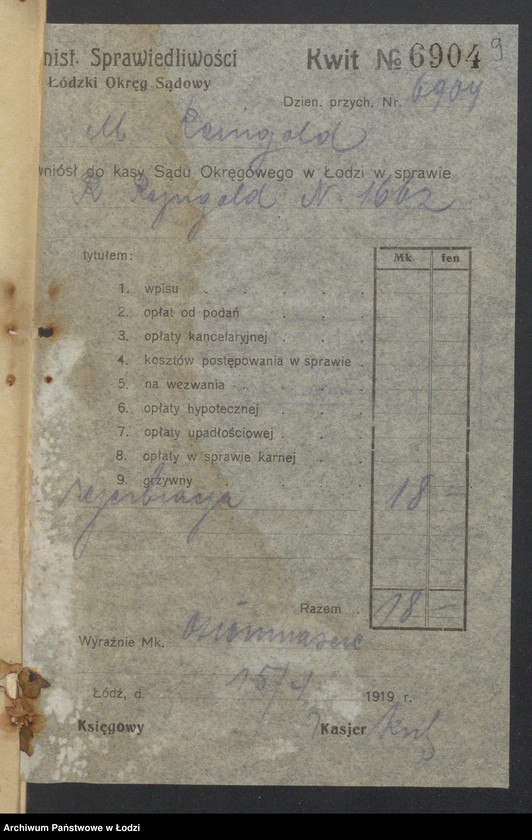 nist. Sprawiedliwości
Łódzki Okręg Sądowy
Kwit № 6904
9
Dzien. przych. Nr. 6904
M
wniósł do kasy Sądu Okręgowego w Łodzi w sprawie
R Rajngold N 1662
tytułem:
Mk. fen
1. wpisu
2. opłat od podań
3. opłaty kancelaryjnej
4. kosztów postępowania w sprawie
5. na wezwania
6. opłaty hypotecznej
7. opłaty upadłościowej
8. opłaty w sprawie karnej
9. grzywny
18 —
Razem 18 —
Wyraźnie Mk. Osiemnaście
Łódź, d. 15/4 1919 r.
Księgowy Kasjer
Archiwum Państwowe w Łodzi